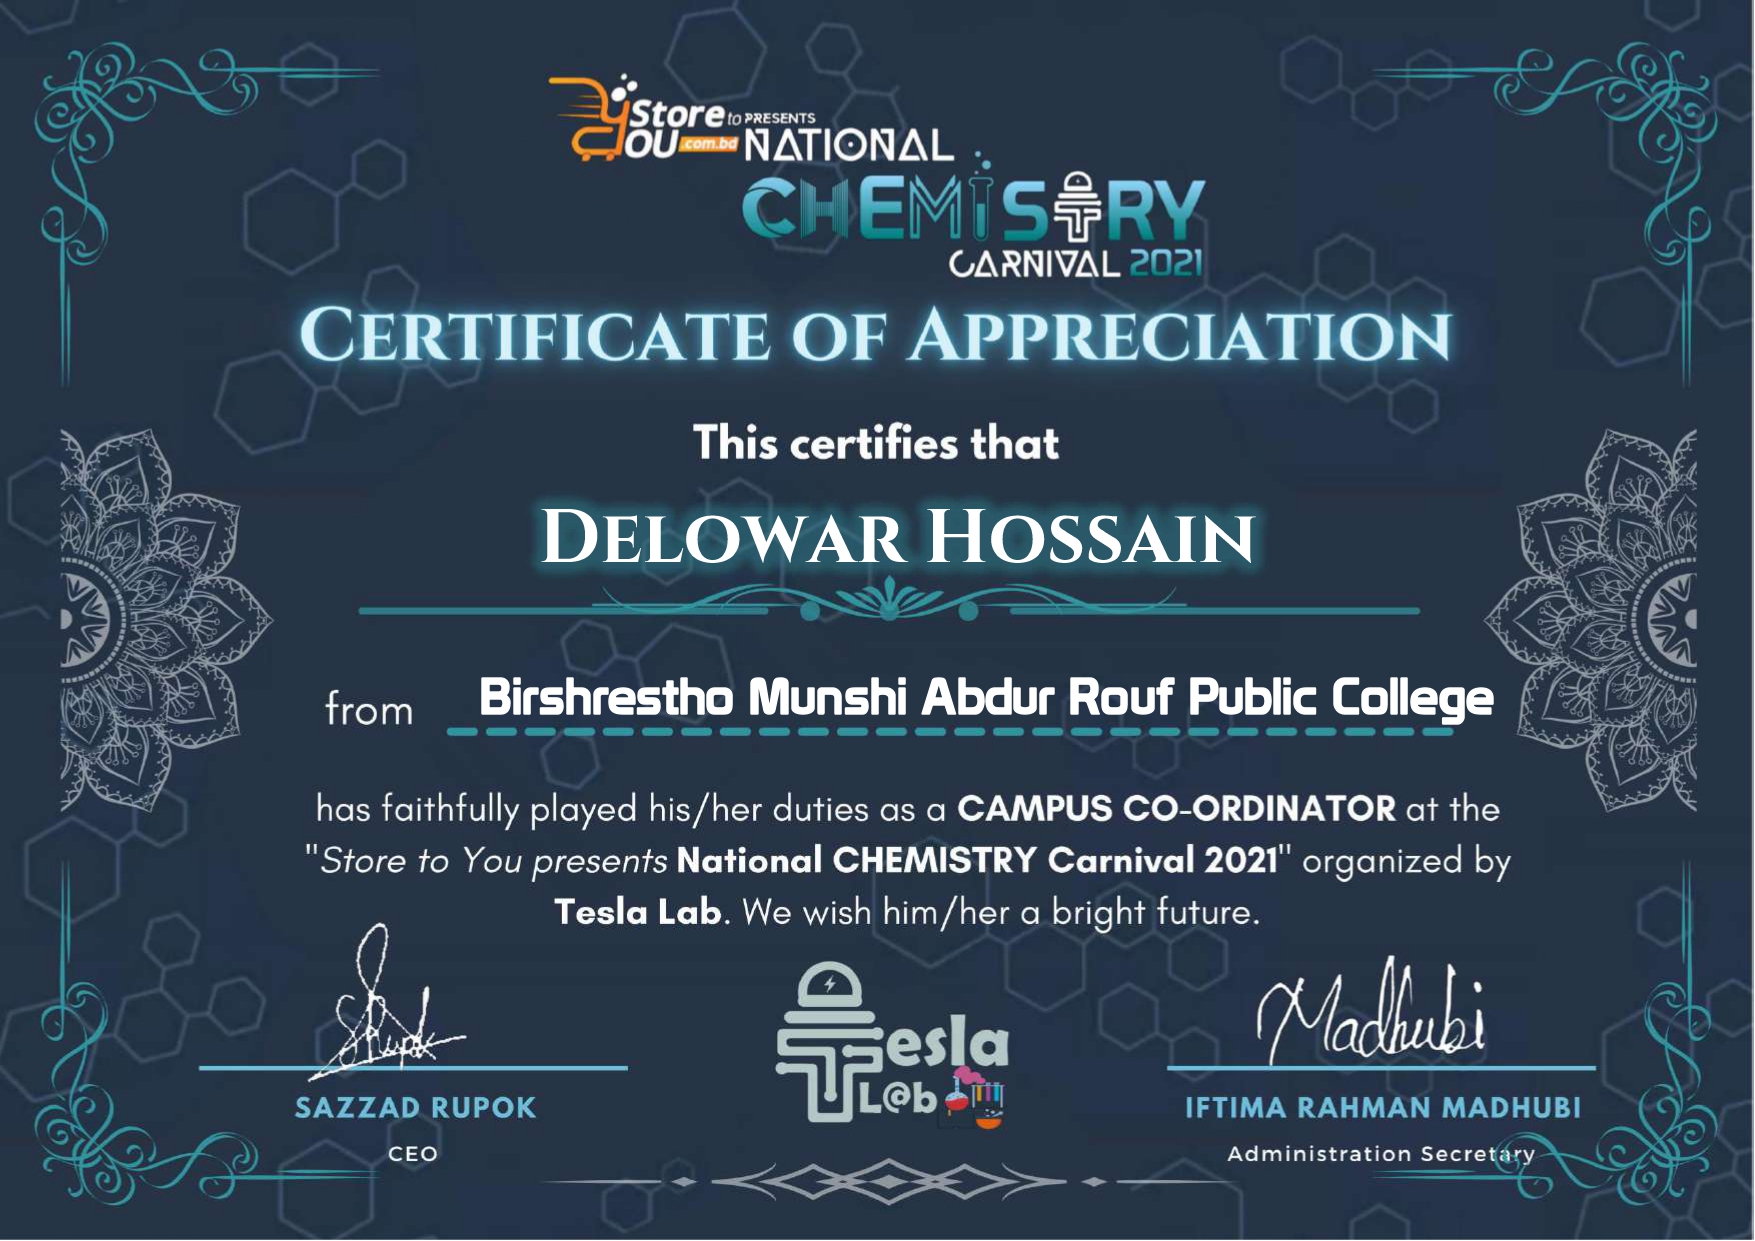 Store to PRESENTS
YOU .com.bd NATIONAL
CHEMISTRY
CARNIVAL 2021
CERTIFICATE OF APPRECIATION
This certifies that
DELOWAR HOSSAIN
from Birshrestho Munshi Abdur Rouf Public College
has faithfully played his/her duties as a CAMPUS CO-ORDINATOR at the
"Store to You presents National CHEMISTRY Carnival 2021" organized by
Tesla Lab. We wish him/her a bright future.
SRupok
Madhubi
Tesla
L@b
SAZZAD RUPOK
IFTIMA RAHMAN MADHUBI
CEO
Administration Secretary